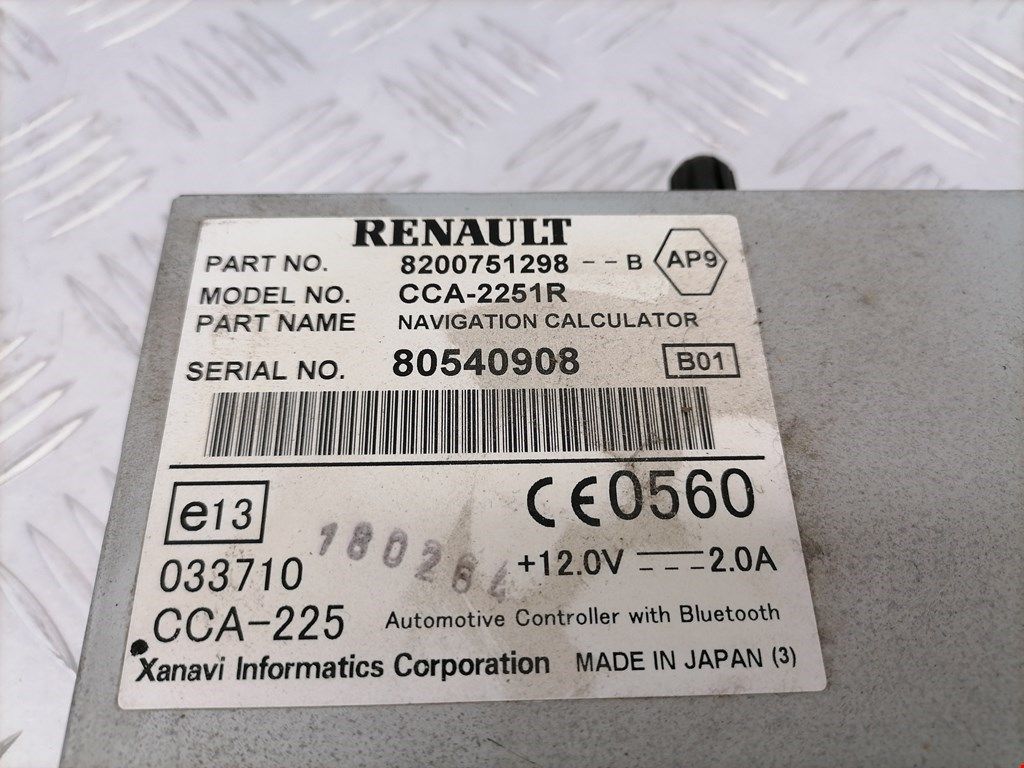 RENAULT
PART NO. 8200751298 -- B AP9
MODEL NO. CCA-2251R
PART NAME NAVIGATION CALCULATOR
SERIAL NO. 80540908 B01
e13 CE0560
180264
033710 +12.0V 2.0A
CCA-225 Automotive Controller with Bluetooth
Xanavi Informatics Corporation MADE IN JAPAN (3)